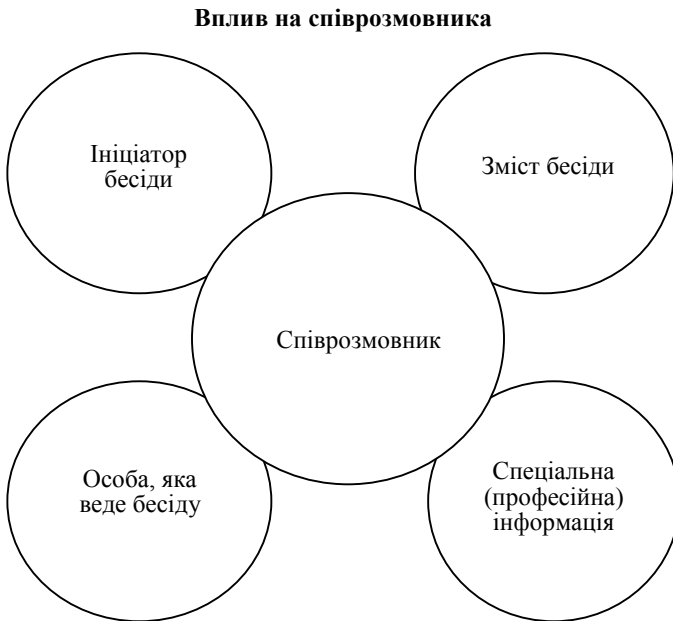 Вплив на співрозмовника
Ініціатор
бесіди
Зміст бесіди
Співрозмовник
Особа, яка
веде бесіду
Спеціальна
(професійна)
інформація